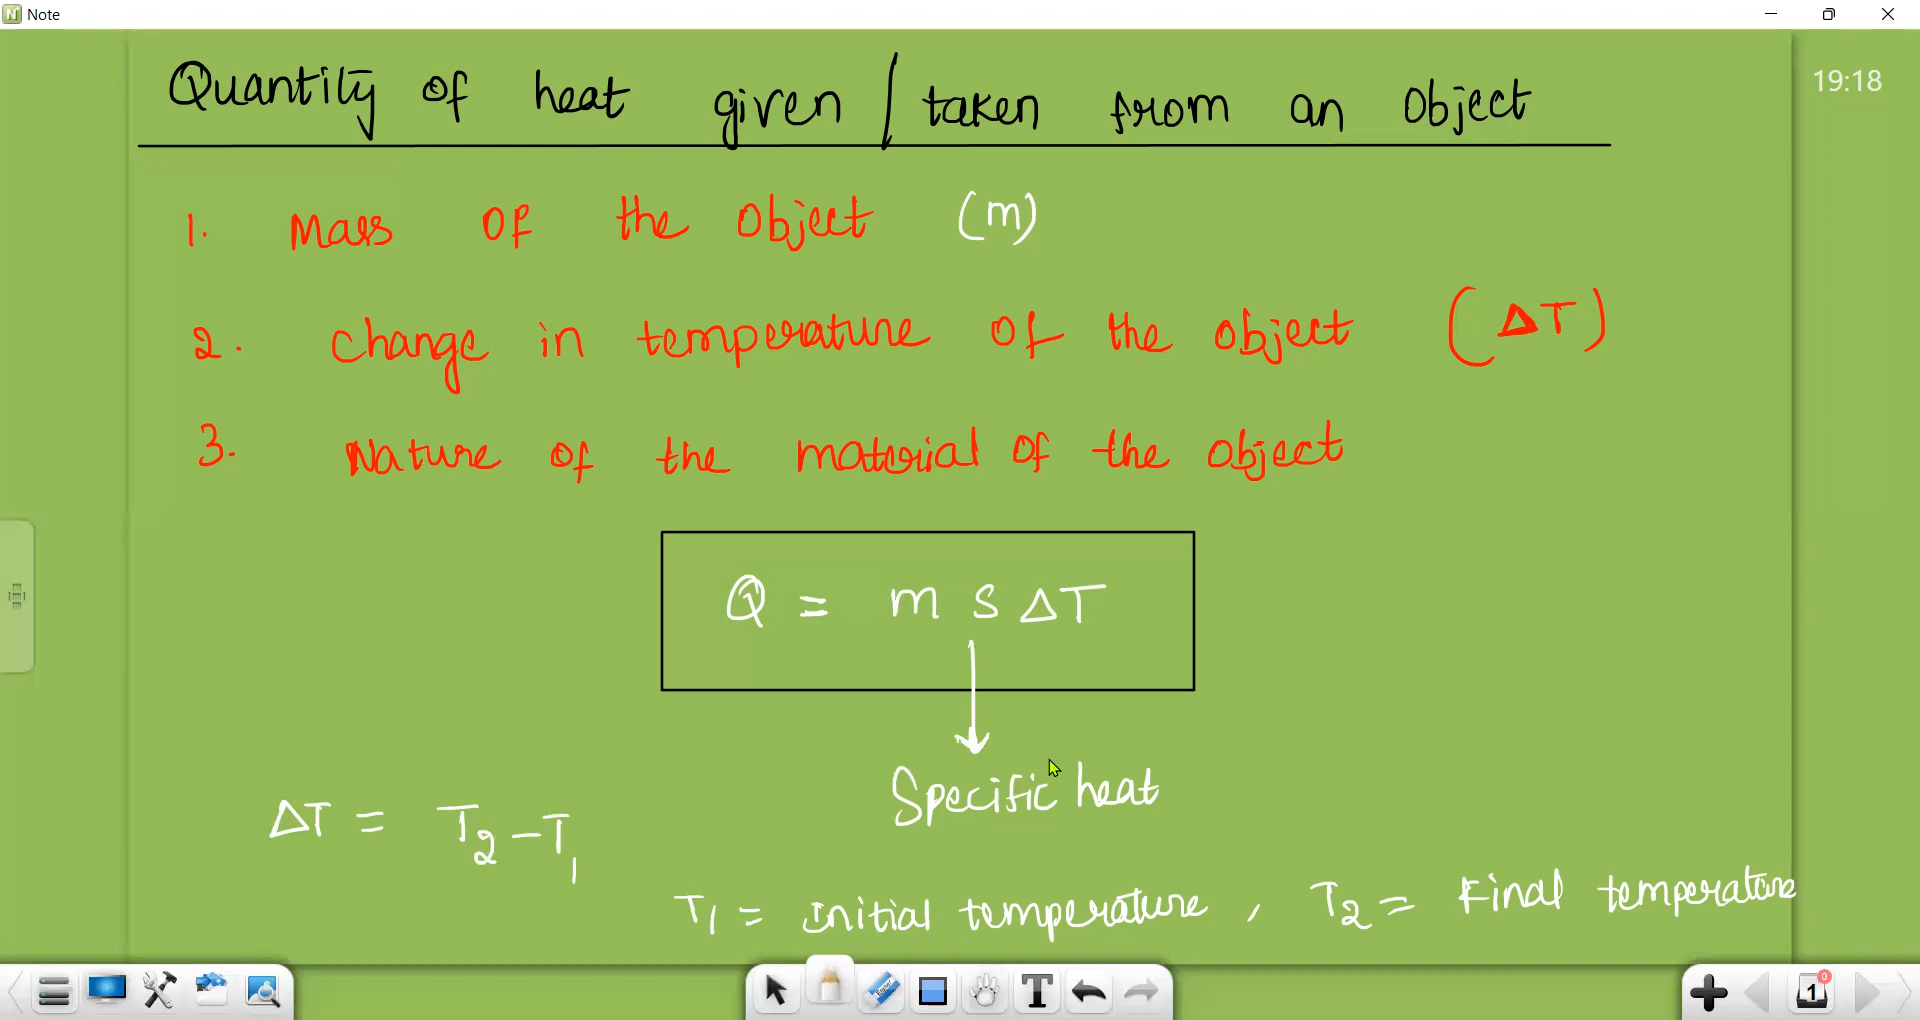 Note
19:18
Quantity of heat given / taken from an object
1. Mass of the object (m)
2. change in temperature of the object (ΔT)
3. Nature of the material of the object
Q = m s ΔT
Specific heat
ΔT = T₂ - T₁
T₁ = Initial temperature , T₂ = Final temperature
T 1 0